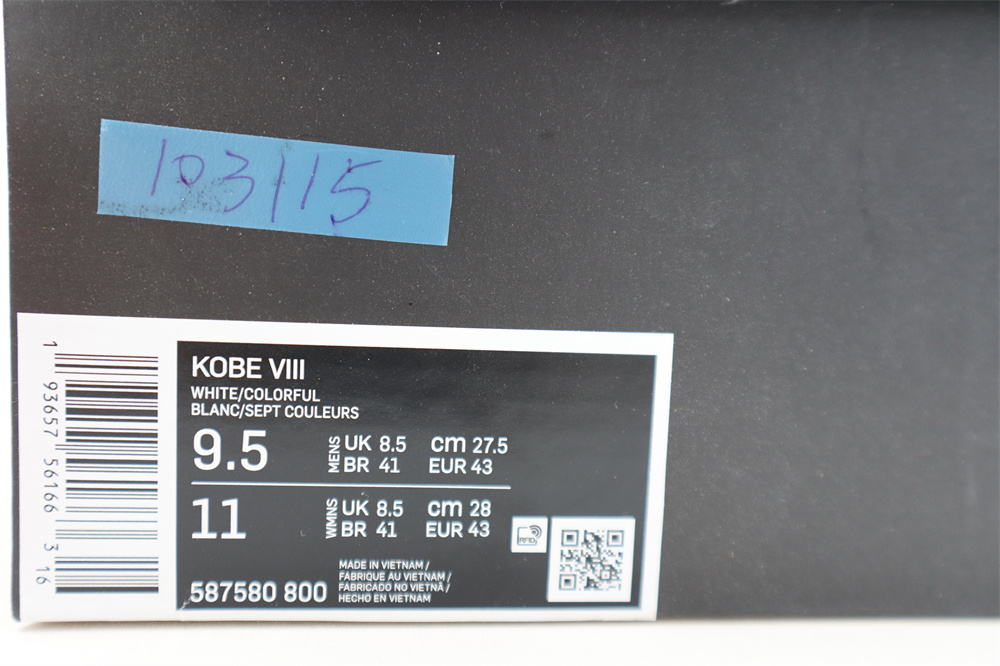 103115
KOBE VIII
WHITE/COLORFUL
BLANC/SEPT COULEURS
9.5
MENS
UK 8.5 cm 27.5
BR 41 EUR 43
11
WMNS
UK 8.5 cm 28
BR 41 EUR 43
RFID
587580 800
MADE IN VIETNAM /
FABRIQUE AU VIETNAM /
FABRICADO NO VIETNÃ /
HECHO EN VIETNAM
1 93657 56166 3 16